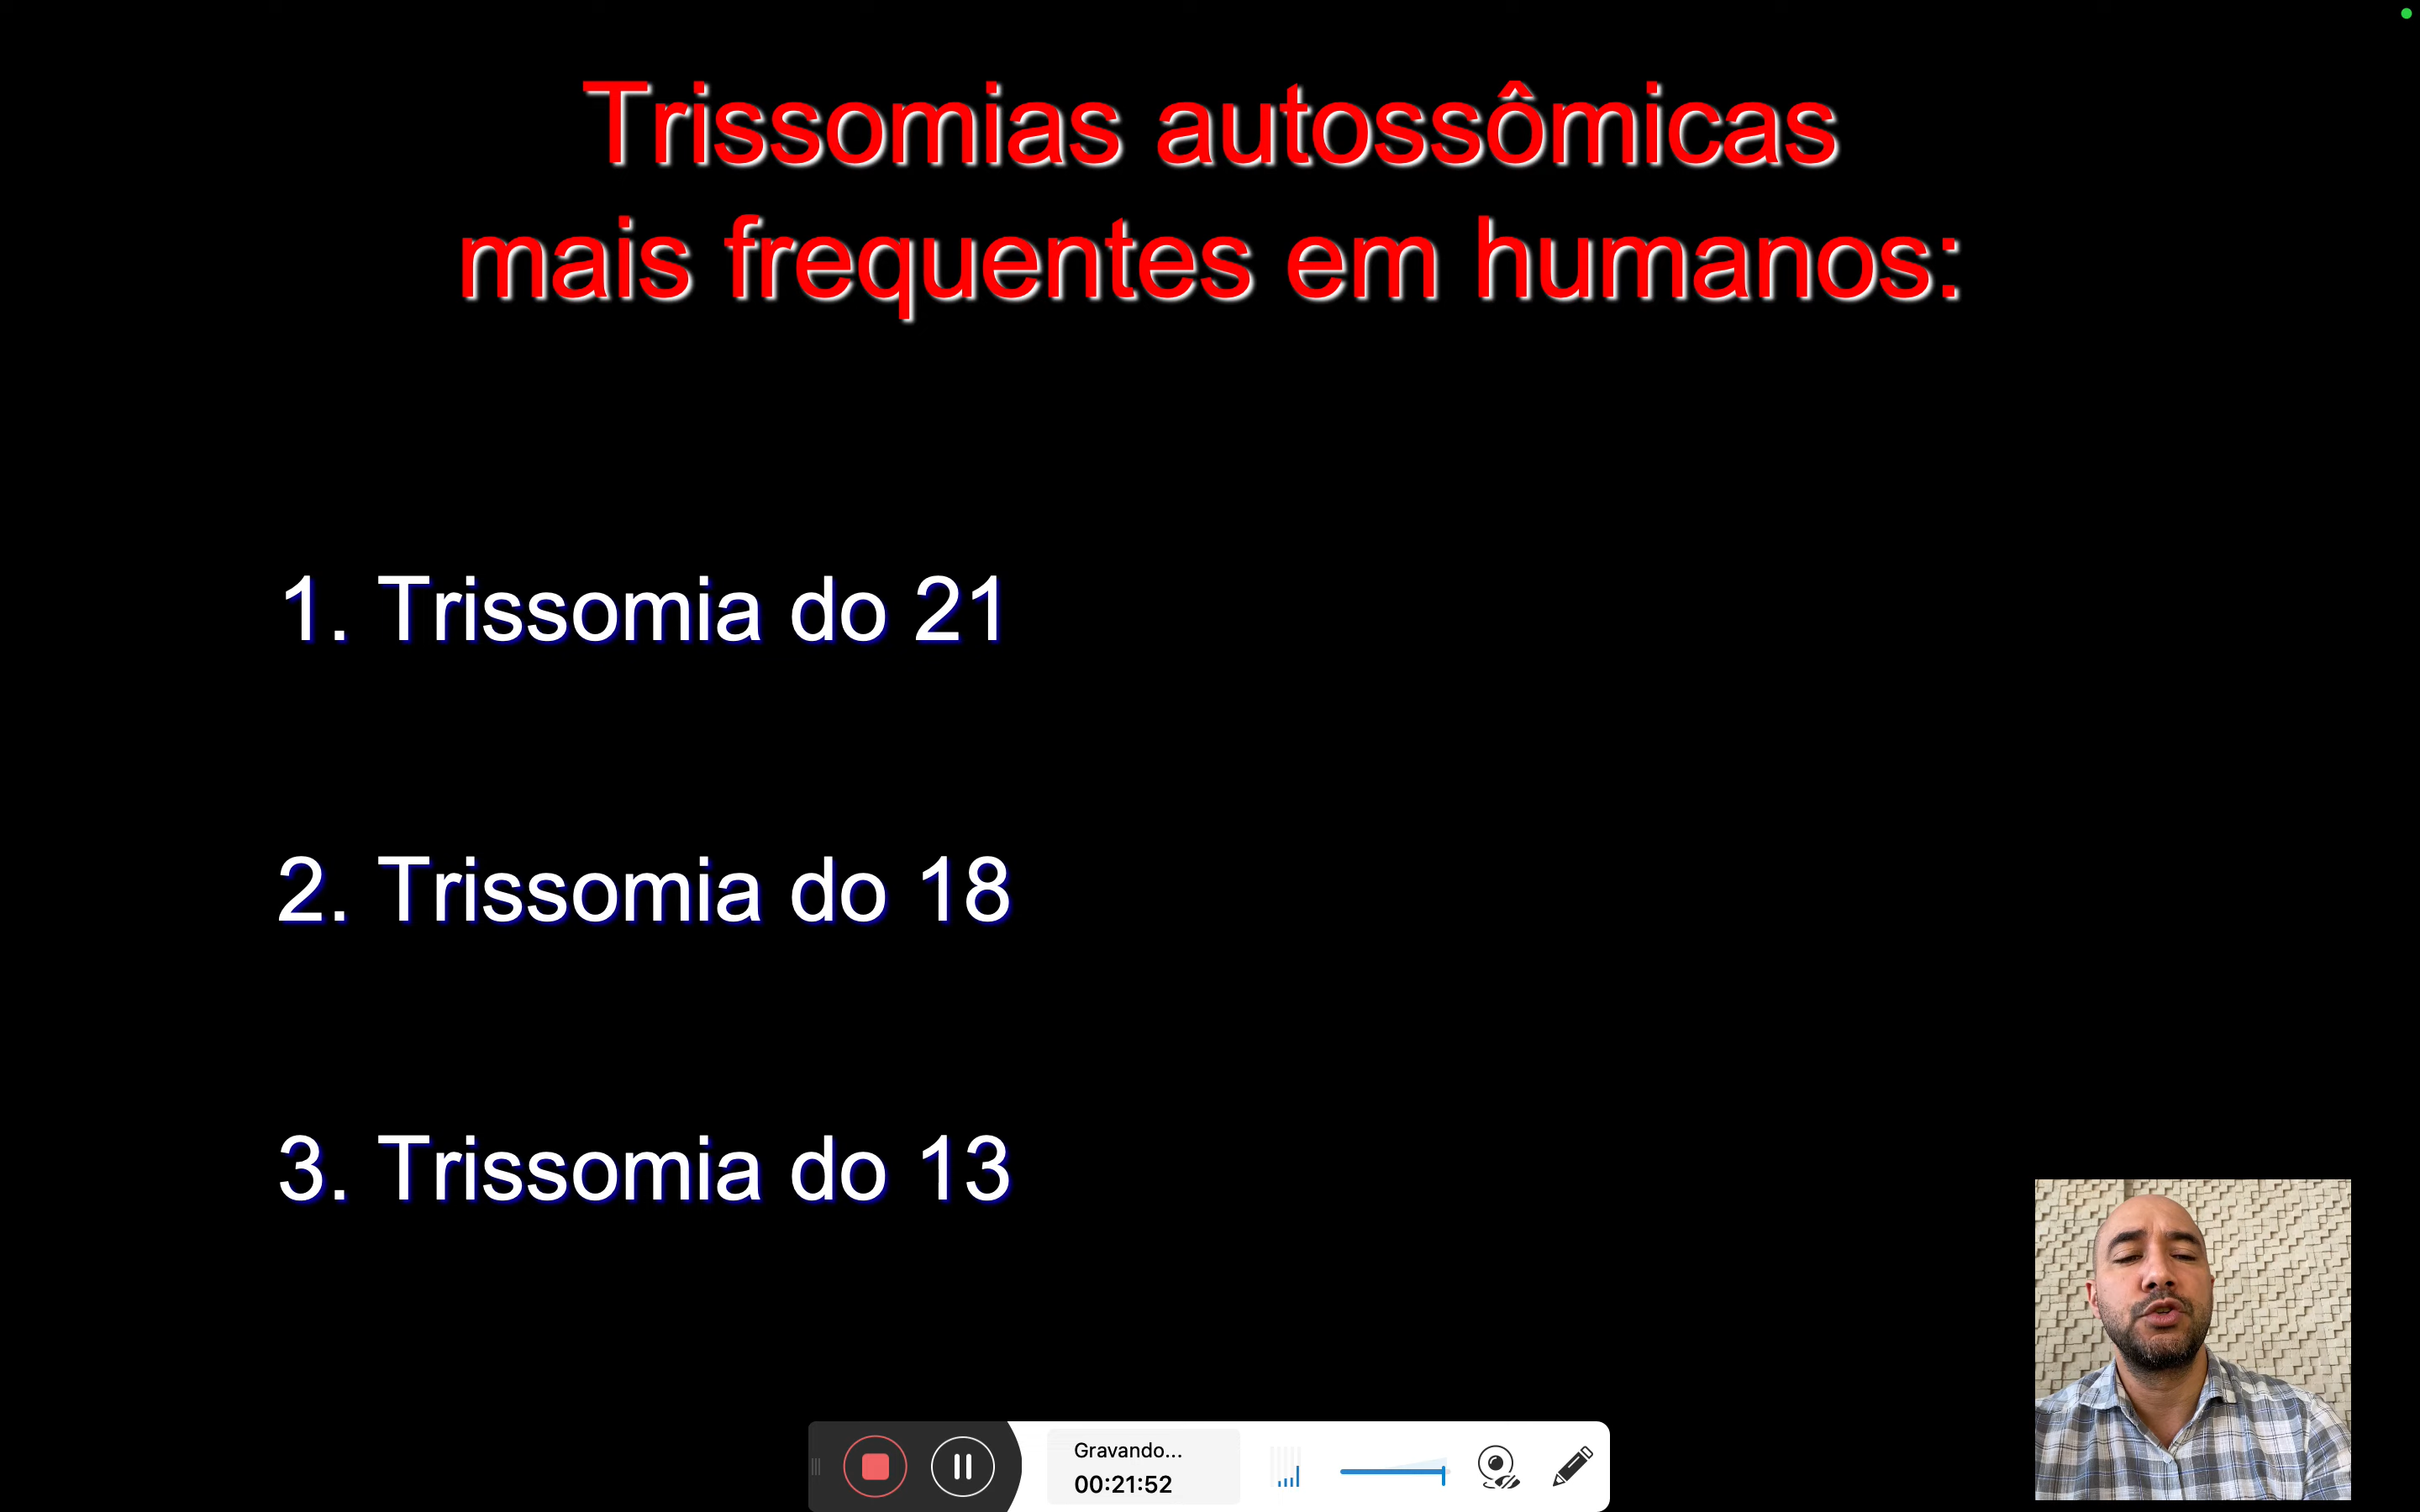 Trissomias autossômicas
mais frequentes em humanos:
1. Trissomia do 21
2. Trissomia do 18
3. Trissomia do 13
Gravando...
00:21:52